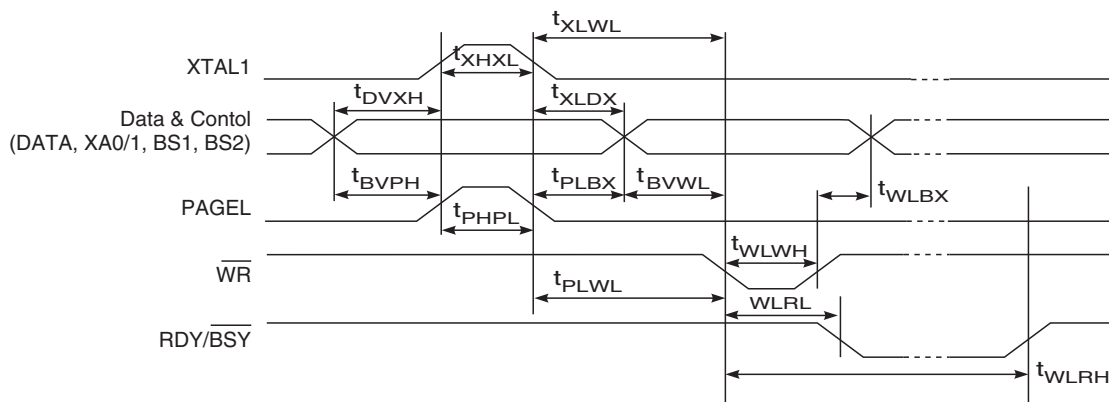 tXLWL
XTAL1
tXHXL
tDVXH
tXLDX
Data & Contol
(DATA, XA0/1, BS1, BS2)
tBVPH
tPLBX
tBVWL
tWLBX
PAGEL
tPHPL
tWLWH
WR
tPLWL
WLRL
RDY/BSY
tWLRH